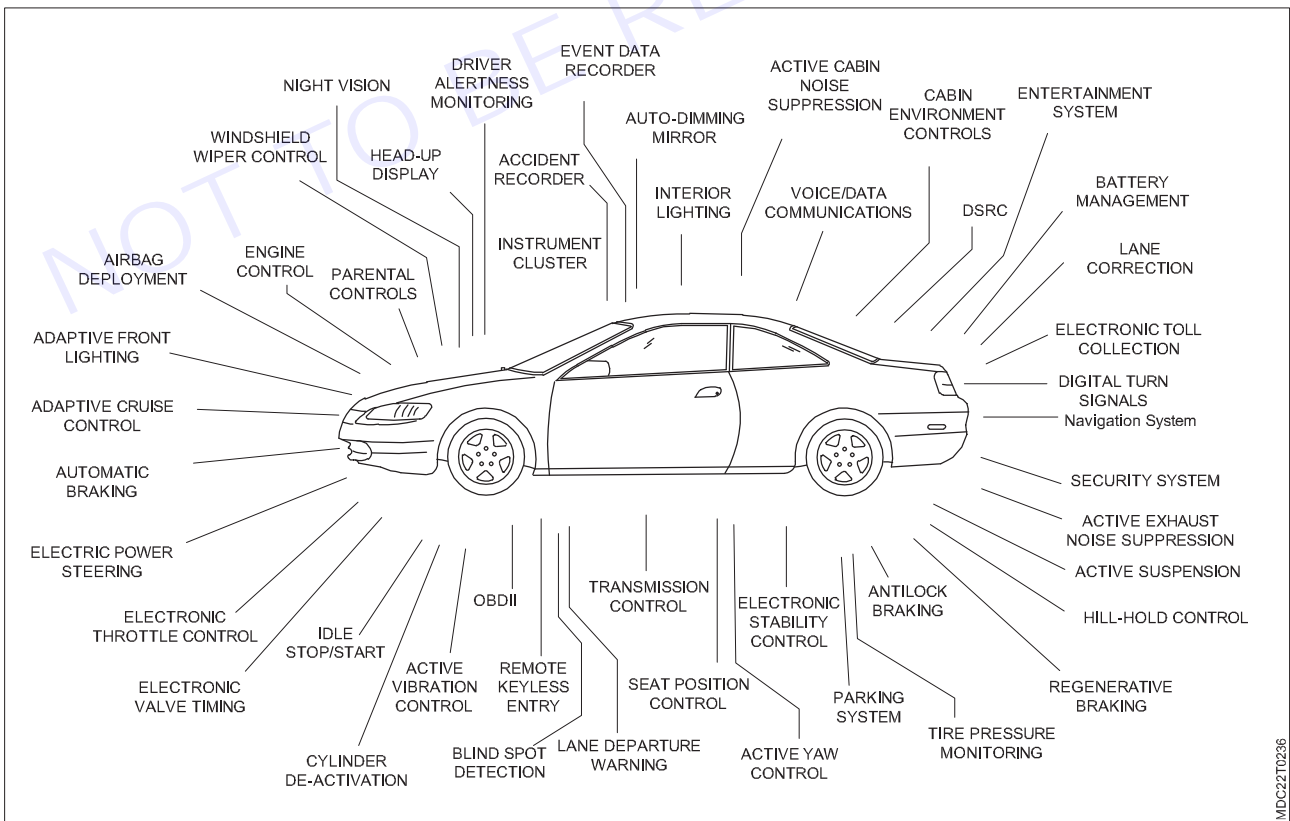 NOT TO BE RE
EVENT DATA
RECORDER
DRIVER
ALERTNESS
MONITORING
NIGHT VISION
ACTIVE CABIN
NOISE
SUPPRESSION
CABIN
ENVIRONMENT
CONTROLS
ENTERTAINMENT
SYSTEM
WINDSHIELD
WIPER CONTROL
HEAD-UP
DISPLAY
ACCIDENT
RECORDER
AUTO-DIMMING
MIRROR
INTERIOR
LIGHTING
VOICE/DATA
COMMUNICATIONS
DSRC
BATTERY
MANAGEMENT
AIRBAG
DEPLOYMENT
ENGINE
CONTROL
PARENTAL
CONTROLS
INSTRUMENT
CLUSTER
LANE
CORRECTION
ADAPTIVE FRONT
LIGHTING
ELECTRONIC TOLL
COLLECTION
ADAPTIVE CRUISE
CONTROL
DIGITAL TURN
SIGNALS
Navigation System
AUTOMATIC
BRAKING
SECURITY SYSTEM
ELECTRIC POWER
STEERING
ACTIVE EXHAUST
NOISE SUPPRESSION
ACTIVE SUSPENSION
ELECTRONIC
THROTTLE CONTROL
IDLE
STOP/START
OBDII
TRANSMISSION
CONTROL
ELECTRONIC
STABILITY
CONTROL
ANTILOCK
BRAKING
HILL-HOLD CONTROL
ELECTRONIC
VALVE TIMING
ACTIVE
VIBRATION
CONTROL
REMOTE
KEYLESS
ENTRY
SEAT POSITION
CONTROL
PARKING
SYSTEM
REGENERATIVE
BRAKING
CYLINDER
DE-ACTIVATION
BLIND SPOT
DETECTION
LANE DEPARTURE
WARNING
ACTIVE YAW
CONTROL
TIRE PRESSURE
MONITORING
MDC22T0236